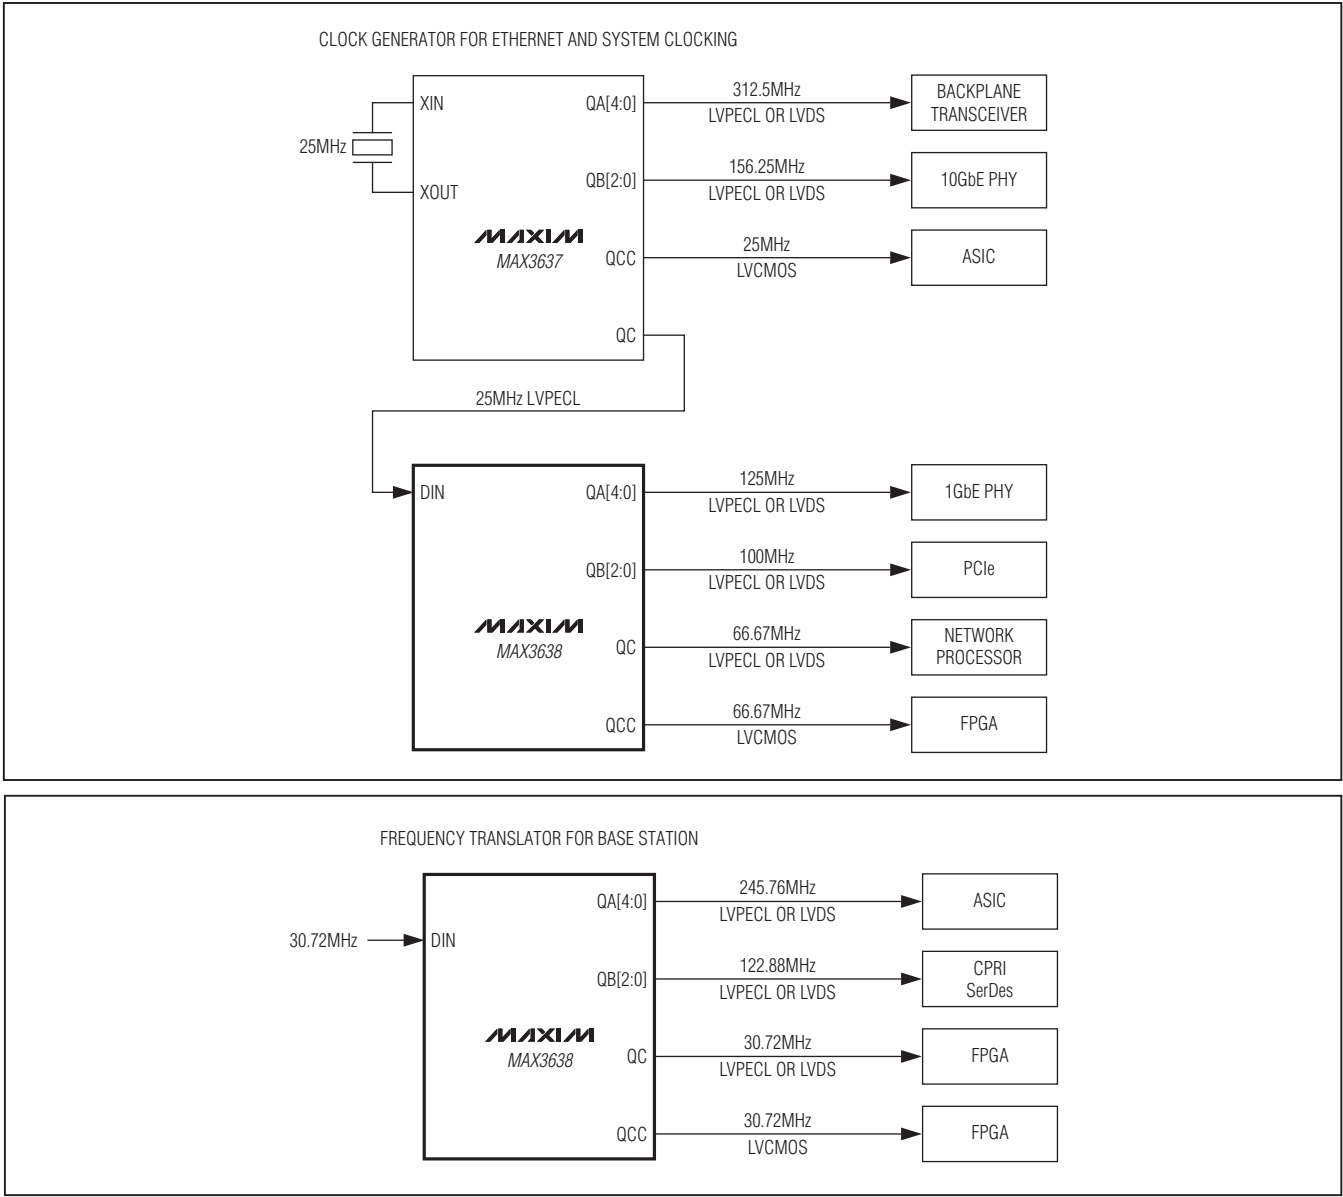 CLOCK GENERATOR FOR ETHERNET AND SYSTEM CLOCKING
XIN
QA[4:0]
312.5MHz
LVPECL OR LVDS
BACKPLANE
TRANSCEIVER
25MHz
XOUT
QB[2:0]
156.25MHz
LVPECL OR LVDS
10GbE PHY
MAXIM
MAX3637
QCC
25MHz
LVCMOS
ASIC
QC
25MHz LVPECL
DIN
QA[4:0]
125MHz
LVPECL OR LVDS
1GbE PHY
QB[2:0]
100MHz
LVPECL OR LVDS
PCIe
MAXIM
MAX3638
QC
66.67MHz
LVPECL OR LVDS
NETWORK
PROCESSOR
QCC
66.67MHz
LVCMOS
FPGA
FREQUENCY TRANSLATOR FOR BASE STATION
30.72MHz
DIN
QA[4:0]
245.76MHz
LVPECL OR LVDS
ASIC
QB[2:0]
122.88MHz
LVPECL OR LVDS
CPRI
SerDes
MAXIM
MAX3638
QC
30.72MHz
LVPECL OR LVDS
FPGA
QCC
30.72MHz
LVCMOS
FPGA